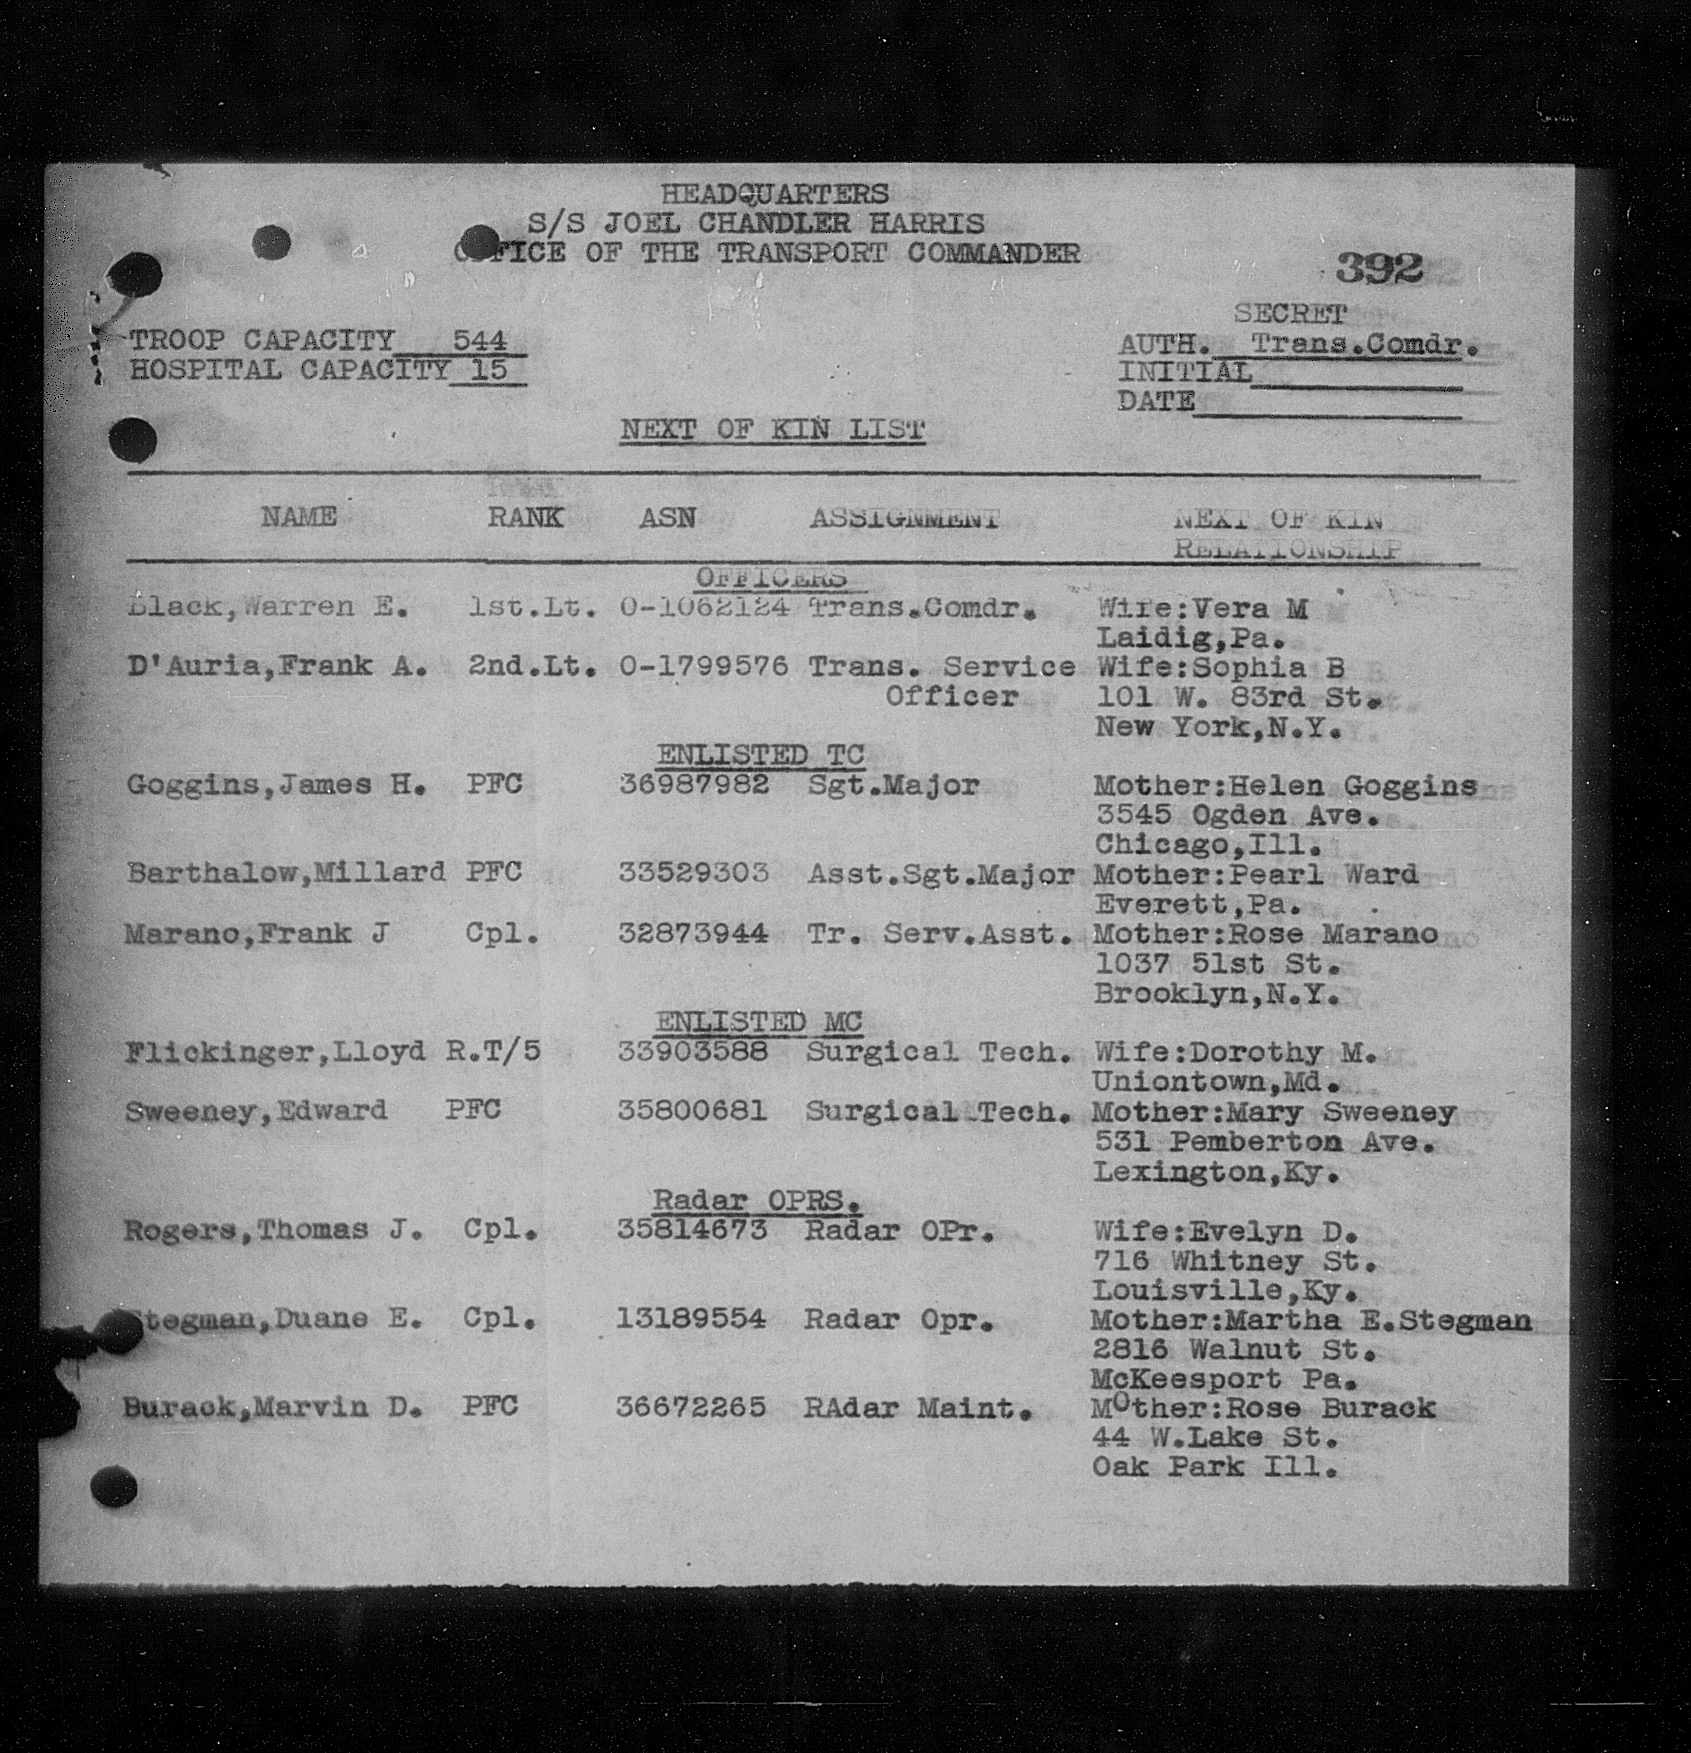 HEADQUARTERS
S/S JOEL CHANDLER HARRIS
OFFICE OF THE TRANSPORT COMMANDER
392
SECRET
TROOP CAPACITY 544 AUTH. Trans.Comdr.
HOSPITAL CAPACITY 15 INITIAL
DATE
NEXT OF KIN LIST
NAME RANK ASN ASSIGNMENT NEXT OF KIN
RELATIONSHIP
OFFICERS
Black,Warren E. 1st.Lt. O-1062124 Trans.Comdr. Wife:Vera M
Laidig,Pa.
D'Auria,Frank A. 2nd.Lt. O-1799576 Trans. Service Wife:Sophia B
Officer 101 W. 83rd St.
New York,N.Y.
ENLISTED TC
Goggins,James H. PFC 36987982 Sgt.Major Mother:Helen Goggins
3545 Ogden Ave.
Chicago,Ill.
Barthalow,Millard PFC 33529303 Asst.Sgt.Major Mother:Pearl Ward
Everett,Pa.
Marano,Frank J Cpl. 32873944 Tr. Serv.Asst. Mother:Rose Marano
1037 51st St.
Brooklyn,N.Y.
ENLISTED MC
Flickinger,Lloyd R.T/5 33903588 Surgical Tech. Wife:Dorothy M.
Uniontown,Md.
Sweeney,Edward PFC 35800681 Surgical Tech. Mother:Mary Sweeney
531 Pemberton Ave.
Lexington,Ky.
Radar OPRS.
Rogers,Thomas J. Cpl. 35814673 Radar OPr. Wife:Evelyn D.
716 Whitney St.
Louisville,Ky.
Stegman,Duane E. Cpl. 13189554 Radar Opr. Mother:Martha E.Stegman
2816 Walnut St.
McKeesport Pa.
Burack,Marvin D. PFC 36672265 RAdar Maint. MOther:Rose Burack
44 W.Lake St.
Oak Park Ill.